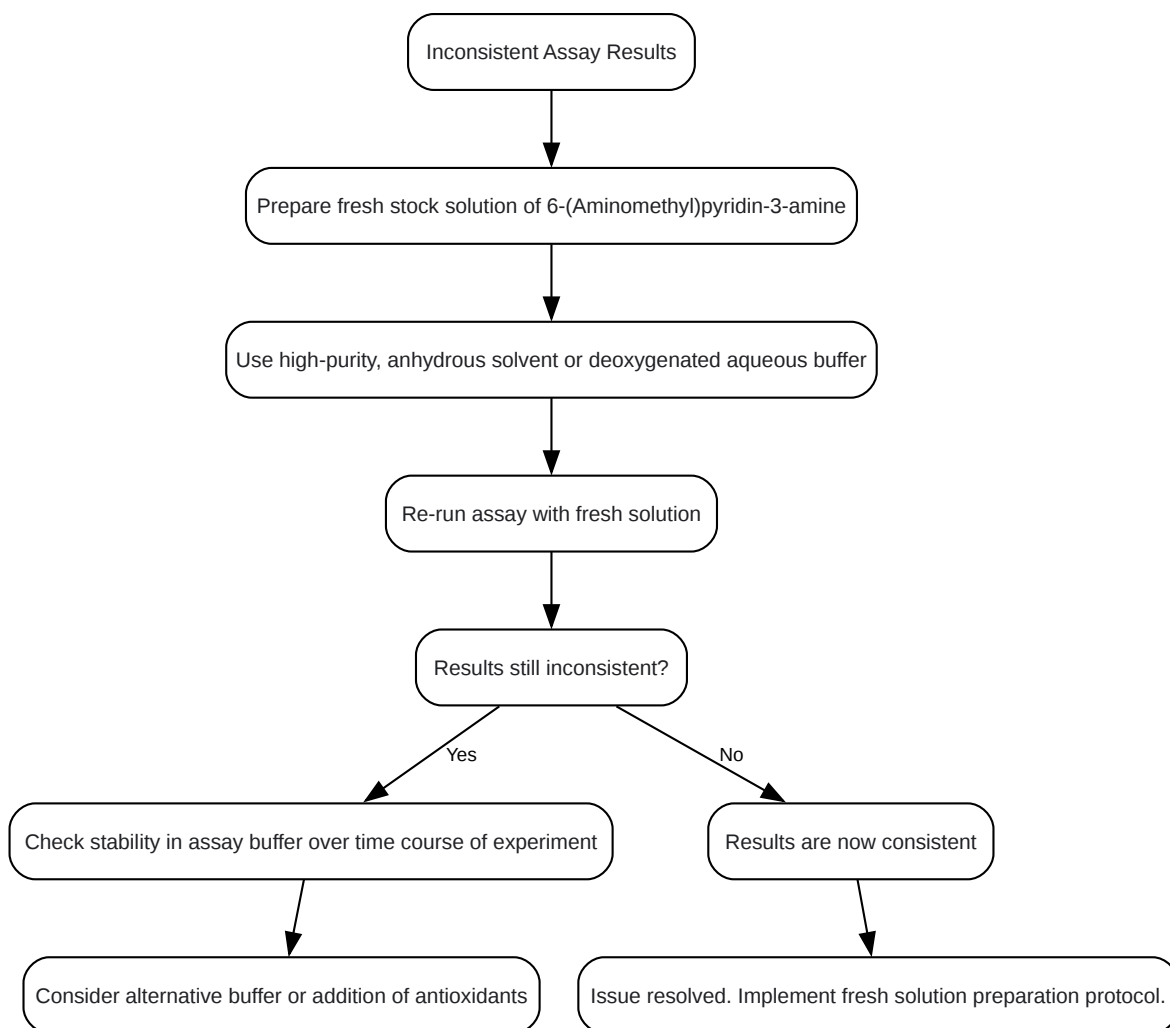 Inconsistent Assay Results
Prepare fresh stock solution of 6-(Aminomethyl)pyridin-3-amine
Use high-purity, anhydrous solvent or deoxygenated aqueous buffer
Re-run assay with fresh solution
Results still inconsistent?
Yes
No
Check stability in assay buffer over time course of experiment
Results are now consistent
Consider alternative buffer or addition of antioxidants
Issue resolved. Implement fresh solution preparation protocol.